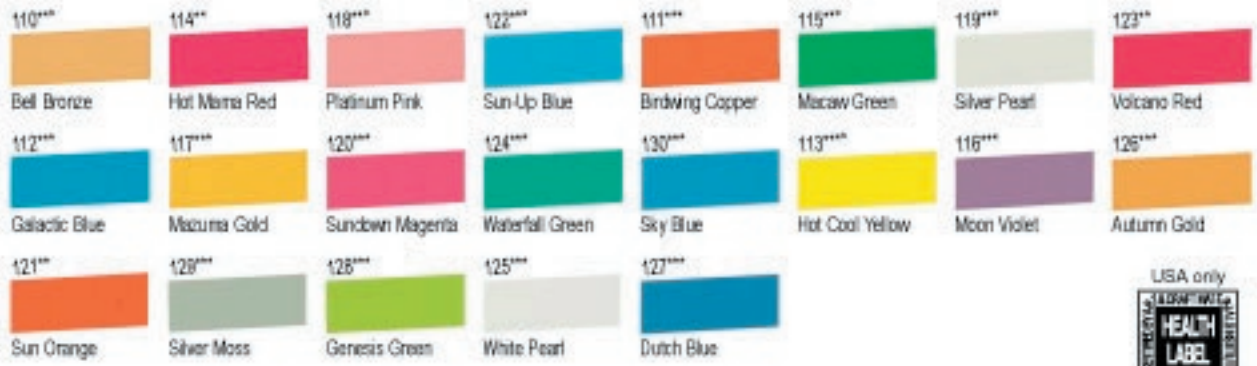 110*** 114** 118*** 122*** 111*** 115*** 119*** 123**
Bell Bronze Hot Mama Red Platinum Pink Sun-Up Blue Birdwing Copper Macaw Green Silver Pearl Volcano Red
112*** 117*** 120*** 124*** 130*** 113*** 116*** 126***
Galactic Blue Mazuma Gold Sundown Magenta Waterfall Green Sky Blue Hot Cool Yellow Moon Violet Autumn Gold
121** 129*** 128*** 125*** 127***
Sun Orange Silver Moss Genesis Green White Pearl Dutch Blue
USA only
HEALTH
LABEL